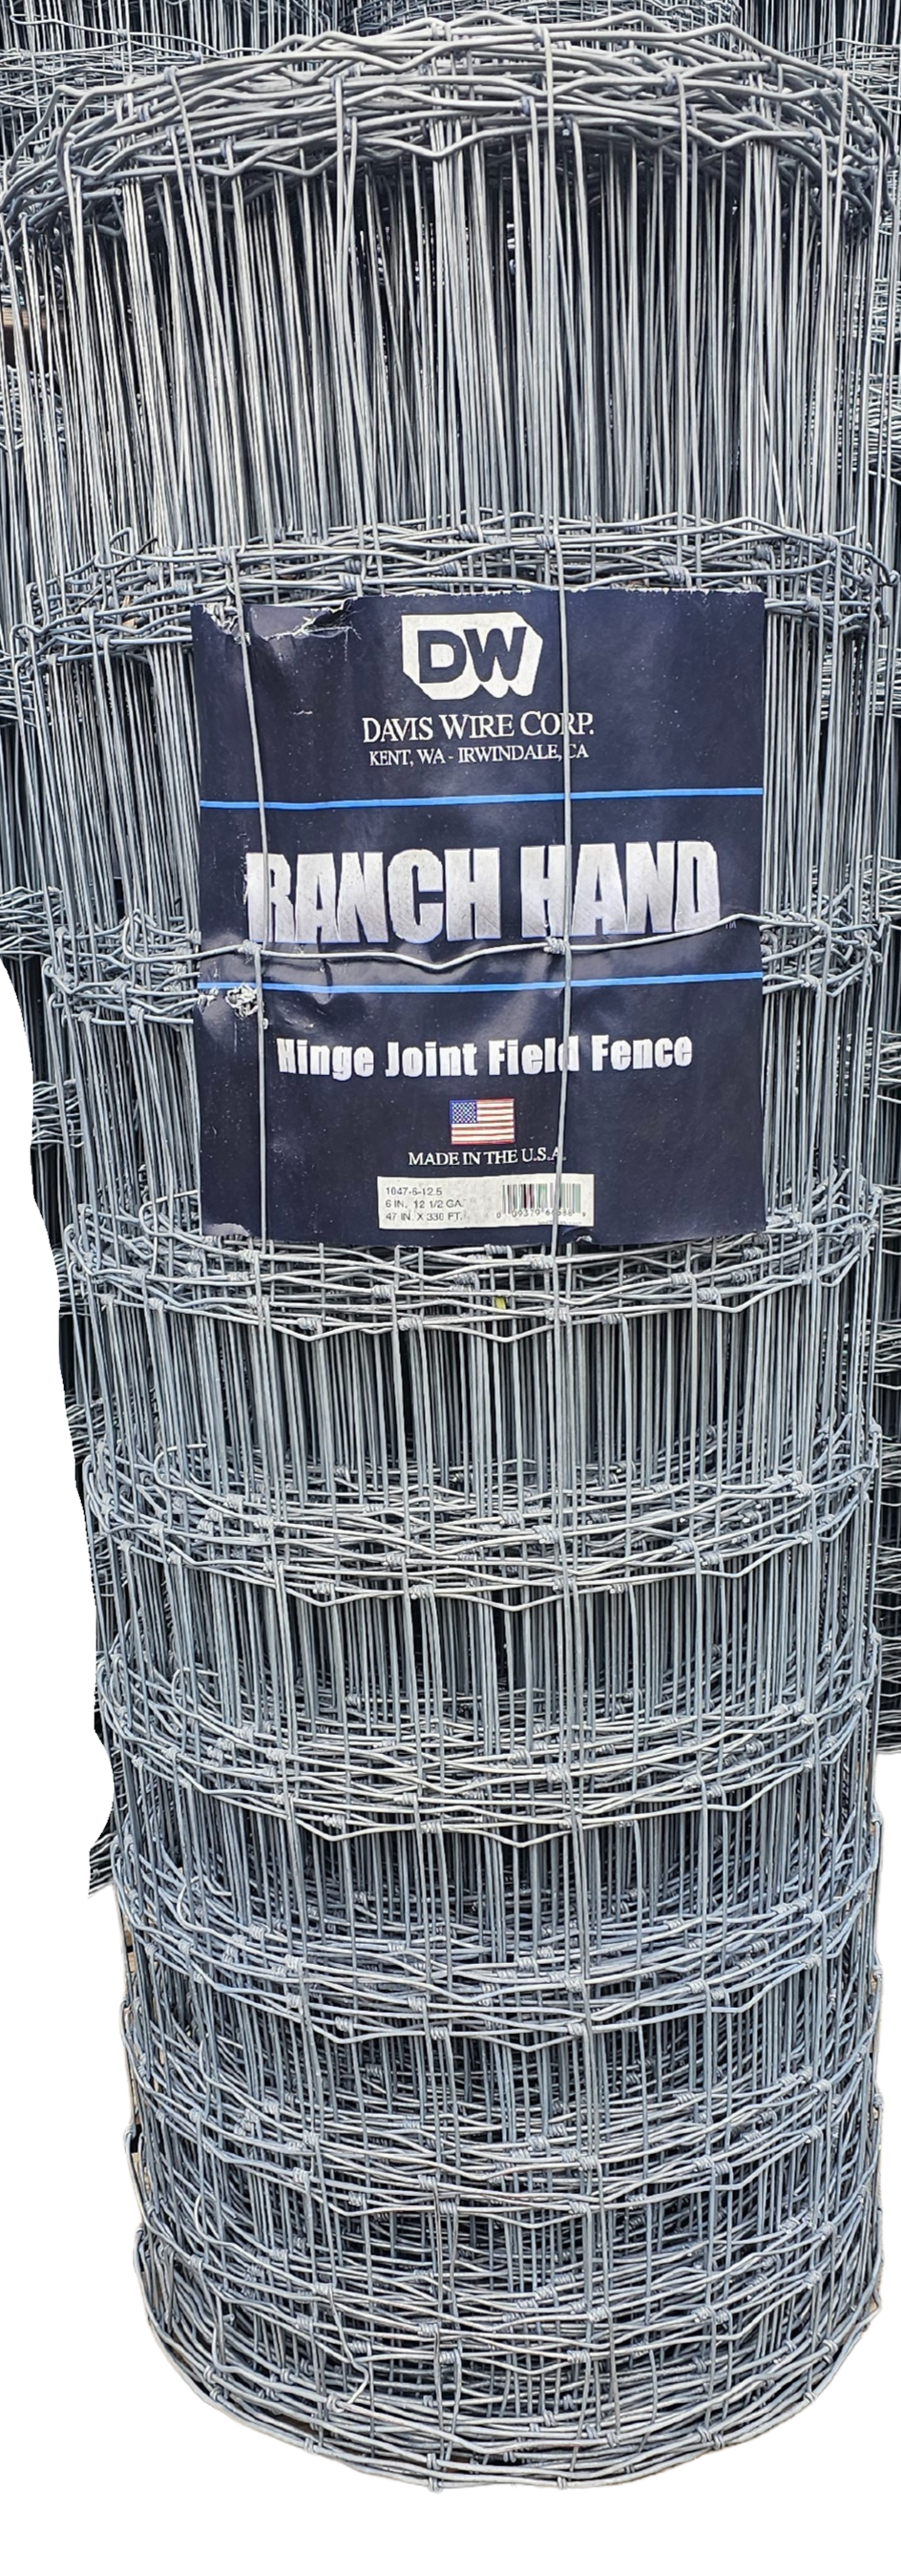 DW
DAVIS WIRE CORP.
KENT, WA - IRWINDALE, CA
RANCH HAND
TM
Hinge Joint Field Fence
MADE IN THE U.S.A.
1047-6-12.5
6 IN. 12 1/2 GA.
47 IN. X 330 FT.